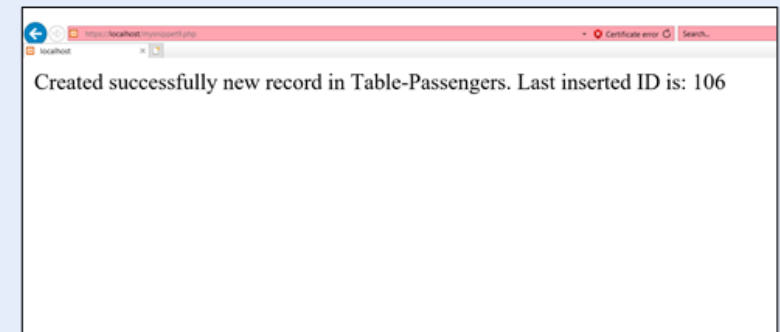 https://localhost/mysnippet9.php
Certificate error
Search...
localhost
Created successfully new record in Table-Passengers. Last inserted ID is: 106